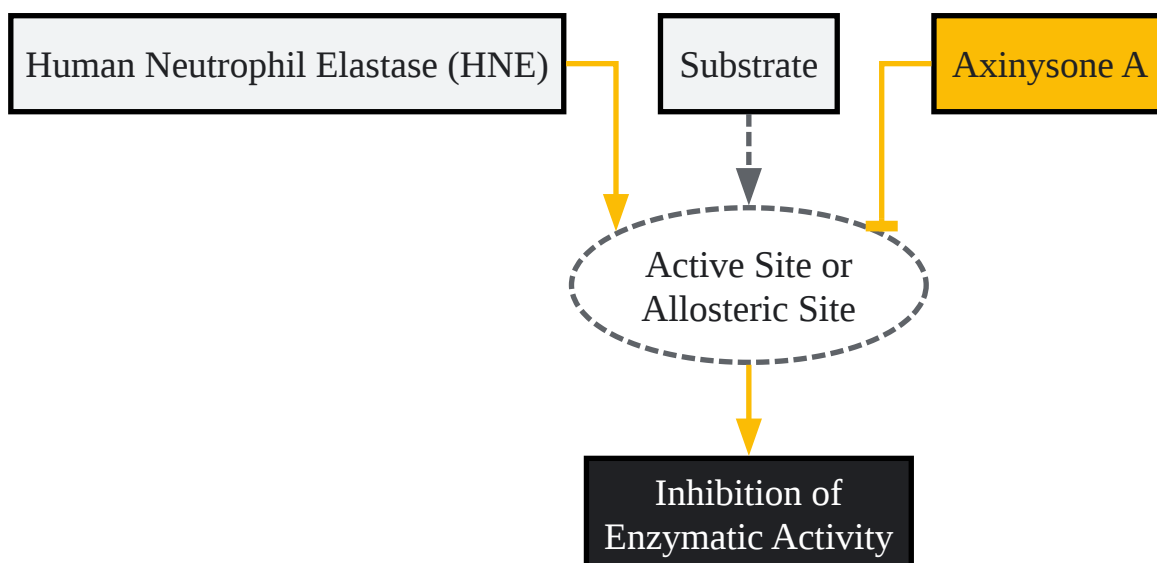 Human Neutrophil Elastase (HNE)
Substrate
Axinysone A
Active Site or
Allosteric Site
Inhibition of
Enzymatic Activity